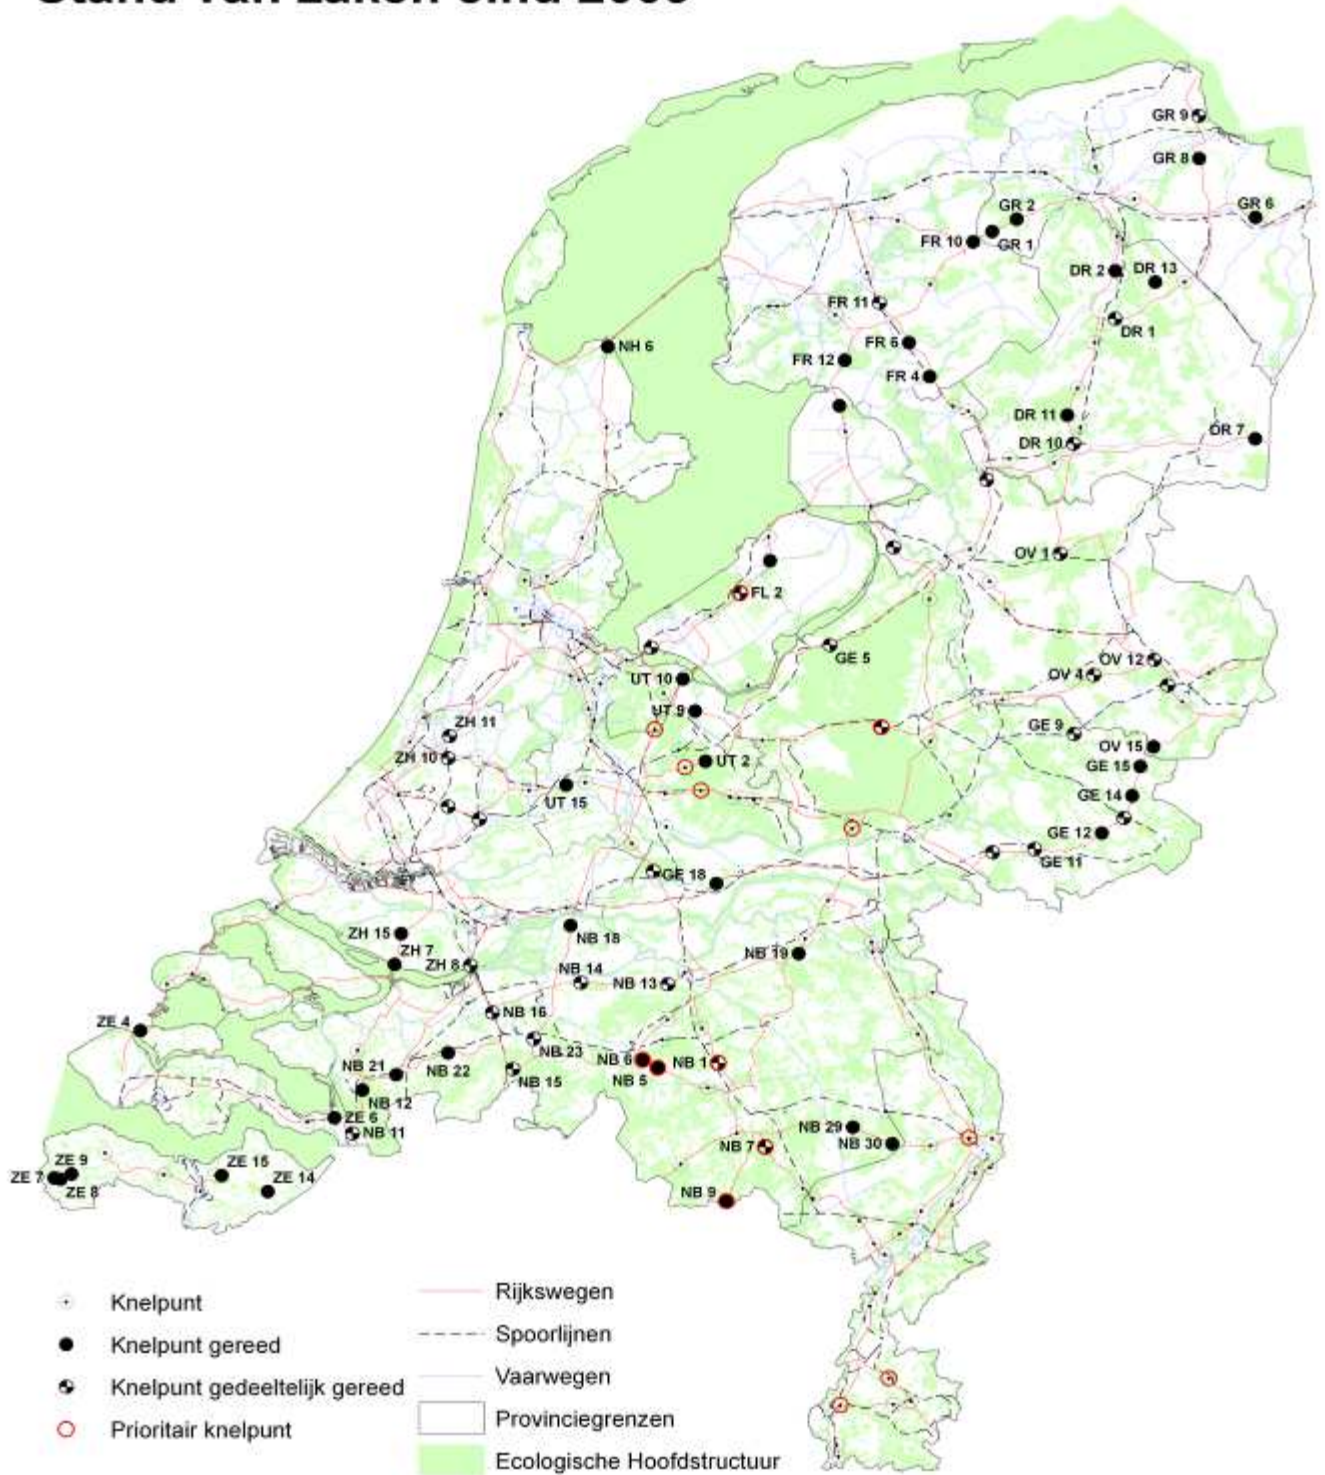 GR 9
GR 8
GR 6
GR 2
GR 1
FR 10
DR 2
DR 13
FR 11
DR 1
NH 6
FR 6
FR 12
FR 4
DR 11
DR 10
DR 7
OV 1
FL 2
GE 5
OV 12
OV 4
UT 10
UT 9
ZH 11
GE 9
OV 15
ZH 10
UT 2
GE 15
UT 15
GE 14
GE 12
GE 11
GE 18
ZH 15
NB 18
ZH 7
ZH 8
NB 19
NB 14
NB 13
NB 16
ZE 4
NB 23
NB 21
NB 22
NB 6
NB 1
NB 5
NB 15
NB 12
ZE 6
NB 11
NB 29
NB 30
NB 7
ZE 9
ZE 7
ZE 8
ZE 15
ZE 14
NB 9
Knelpunt
Knelpunt gereed
Knelpunt gedeeltelijk gereed
Prioritair knelpunt
Rijkswegen
Spoorlijnen
Vaarwegen
Provinciegrenzen
Ecologische Hoofdstructuur